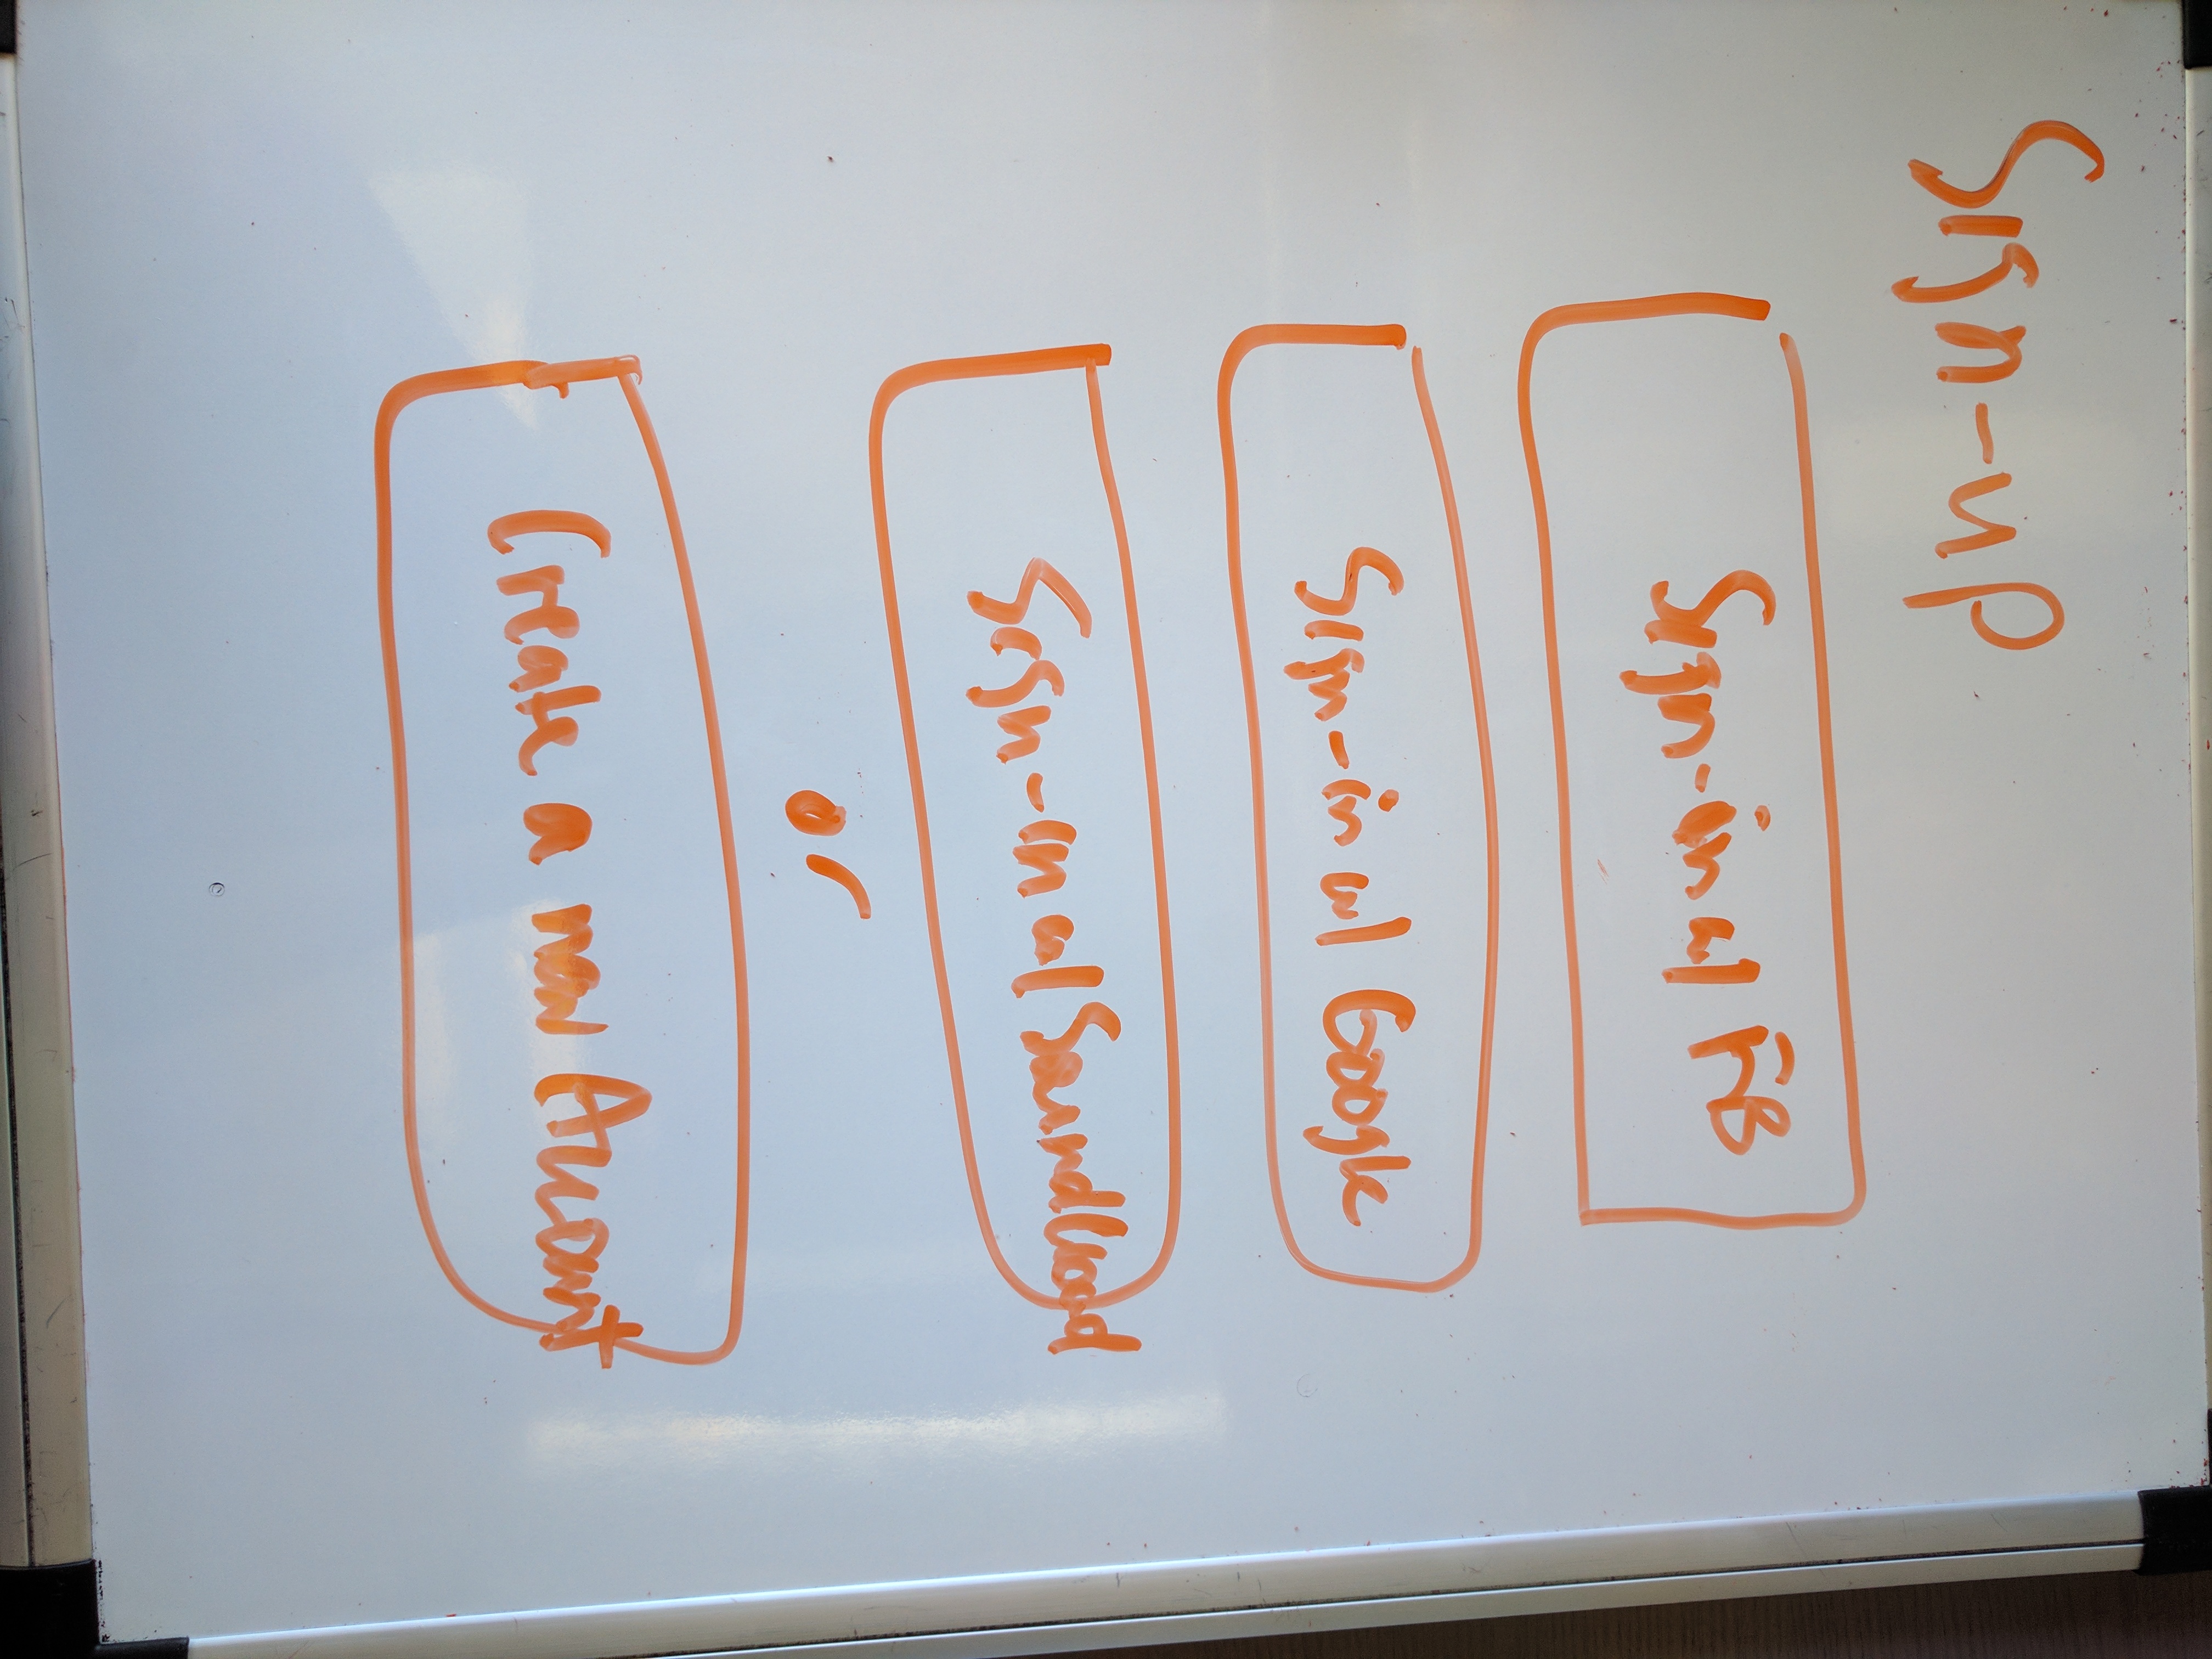 Sign-up
Sign-in w/ FB
Sign-in w/ Google
Sign-in w/ Soundcloud
or
Create a new Account